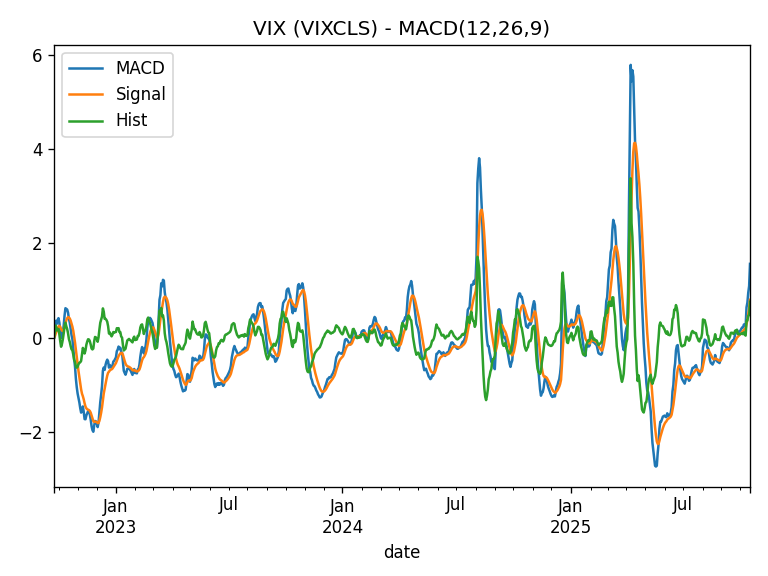 VIX (VIXCLS) - MACD(12,26,9)
6
4
2
0
−2
MACD
Signal
Hist
Jan
2023
Jul
Jan
2024
Jul
Jan
2025
Jul
date